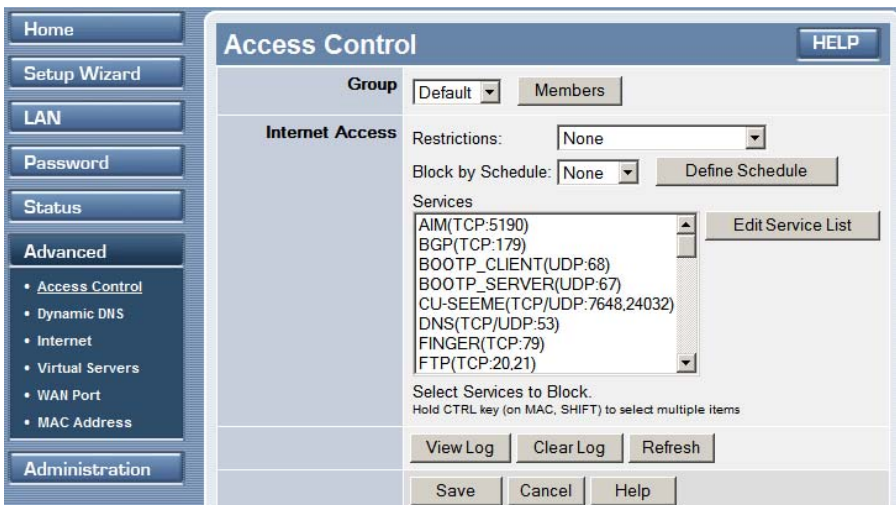 Home
Setup Wizard
LAN
Password
Status
Advanced
• Access Control
• Dynamic DNS
• Internet
• Virtual Servers
• WAN Port
• MAC Address
Administration
Access Control
HELP
Group
Default
Members
Internet Access
Restrictions: None
Block by Schedule: None
Define Schedule
Services
AIM(TCP:5190)
BGP(TCP:179)
BOOTP_CLIENT(UDP:68)
BOOTP_SERVER(UDP:67)
CU-SEEME(TCP/UDP:7648,24032)
DNS(TCP/UDP:53)
FINGER(TCP:79)
FTP(TCP:20,21)
Edit Service List
Select Services to Block.
Hold CTRL key (on MAC, SHIFT) to select multiple items
View Log
Clear Log
Refresh
Save
Cancel
Help